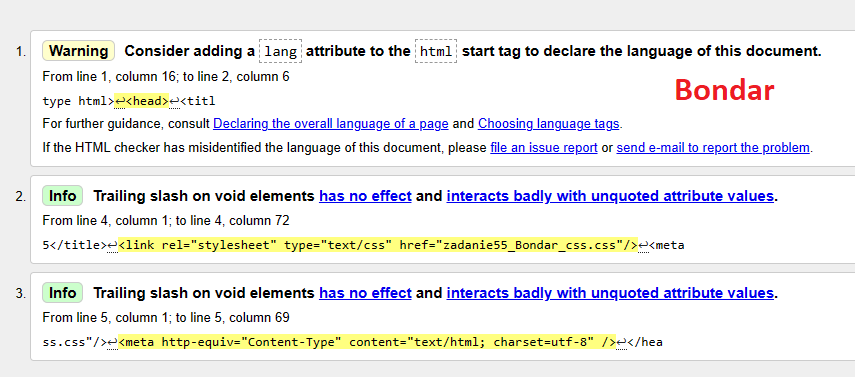 1. Warning Consider adding a lang attribute to the html start tag to declare the language of this document.
From line 1, column 16; to line 2, column 6
Bondar
type html>↩<head>↩<titl
For further guidance, consult Declaring the overall language of a page and Choosing language tags.
If the HTML checker has misidentified the language of this document, please file an issue report or send e-mail to report the problem.
2. Info Trailing slash on void elements has no effect and interacts badly with unquoted attribute values.
From line 4, column 1; to line 4, column 72
5</title>↩<link rel="stylesheet" type="text/css" href="zadanie55_Bondar_css.css"/>↩<meta
3. Info Trailing slash on void elements has no effect and interacts badly with unquoted attribute values.
From line 5, column 1; to line 5, column 69
ss.css"/>↩<meta http-equiv="Content-Type" content="text/html; charset=utf-8" />↩</hea